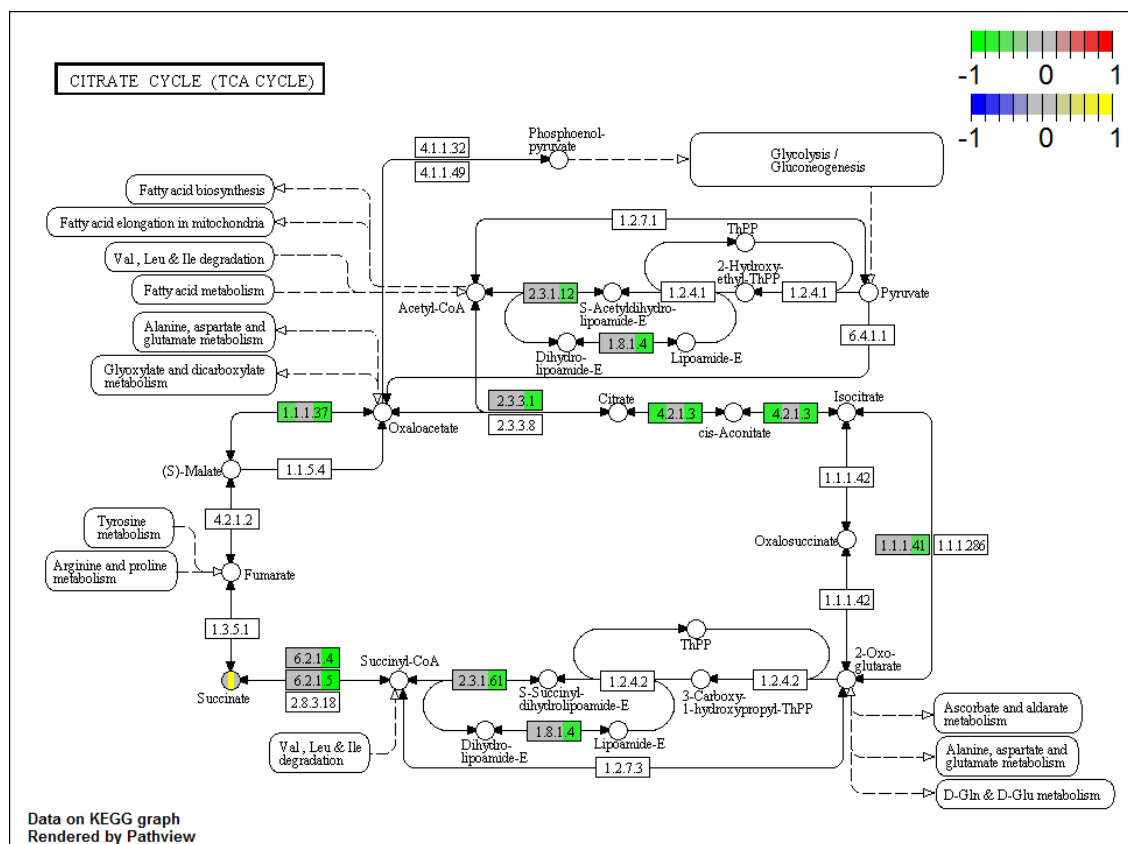 CITRATE CYCLE (TCA CYCLE)
-1 0 1
-1 0 1
Phosphoenol-
pyruvate
4.1.1.32
4.1.1.49
Glycolysis /
Gluconeogenesis
Fatty acid biosynthesis
Fatty acid elongation in mitochondria
Val, Leu & Ile degradation
Fatty acid metabolism
Alanine, aspartate and
glutamate metabolism
Glyoxylate and dicarboxylate
metabolism
1.2.7.1
ThPP
2-Hydroxy-
ethyl-ThPP
Acetyl-CoA
2.3.1.12
S-Acetyldihydro-
lipoamide-E
1.2.4.1
1.2.4.1
Pyruvate
Dihydro-
lipoamide-E
1.8.1.4
Lipoamide-E
6.4.1.1
1.1.1.37
Oxaloacetate
2.3.3.1
2.3.3.8
Citrate
4.2.1.3
cis-Aconitate
4.2.1.3
Isocitrate
(S)-Malate
1.1.5.4
1.1.1.42
4.2.1.2
Tyrosine
metabolism
Arginine and proline
metabolism
Fumarate
Oxalosuccinate
1.1.1.41
1.1.1.286
1.1.1.42
1.3.5.1
ThPP
Succinate
6.2.1.4
6.2.1.5
2.8.3.18
Succinyl-CoA
2.3.1.61
S-Succinyl-
dihydrolipoamide-E
1.2.4.2
3-Carboxy-
1-hydroxypropyl-ThPP
1.2.4.2
2-Oxo-
glutarate
Val, Leu & Ile
degradation
Dihydro-
lipoamide-E
1.8.1.4
Lipoamide-E
1.2.7.3
Ascorbate and aldarate
metabolism
Alanine, aspartate and
glutamate metabolism
D-Gln & D-Glu metabolism
Data on KEGG graph
Rendered by Pathview